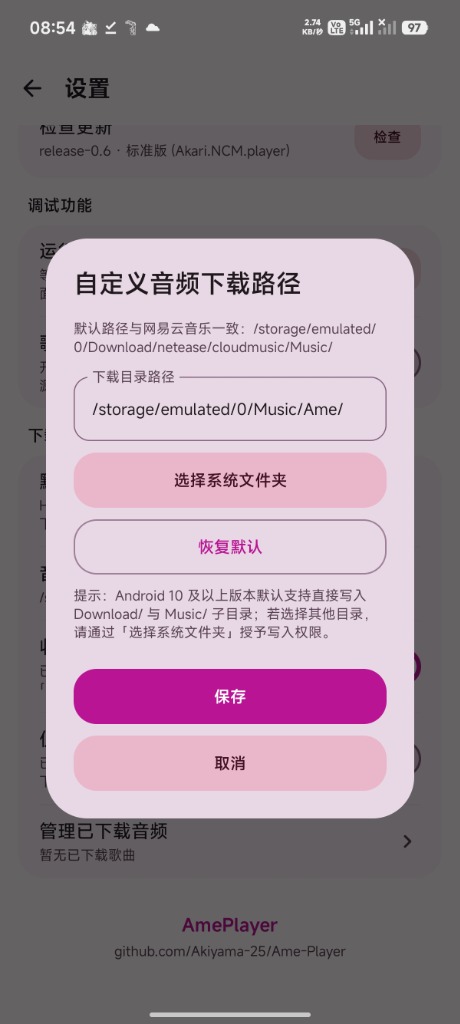 08:54 2.74 KB/秒 Vo LTE 5G 97
设置
检查更新
检查
release-0.6 · 标准版 (Akari.NCM.player)
调试功能
自定义音频下载路径
默认路径与网易云音乐一致：/storage/emulated/
0/Download/netease/cloudmusic/Music/
下载目录路径
/storage/emulated/0/Music/Ame/
选择系统文件夹
恢复默认
提示：Android 10 及以上版本默认支持直接写入
Download/ 与 Music/ 子目录；若选择其他目录，
请通过「选择系统文件夹」授予写入权限。
保存
取消
管理已下载音频
暂无已下载歌曲
AmePlayer
github.com/Akiyama-25/Ame-Player